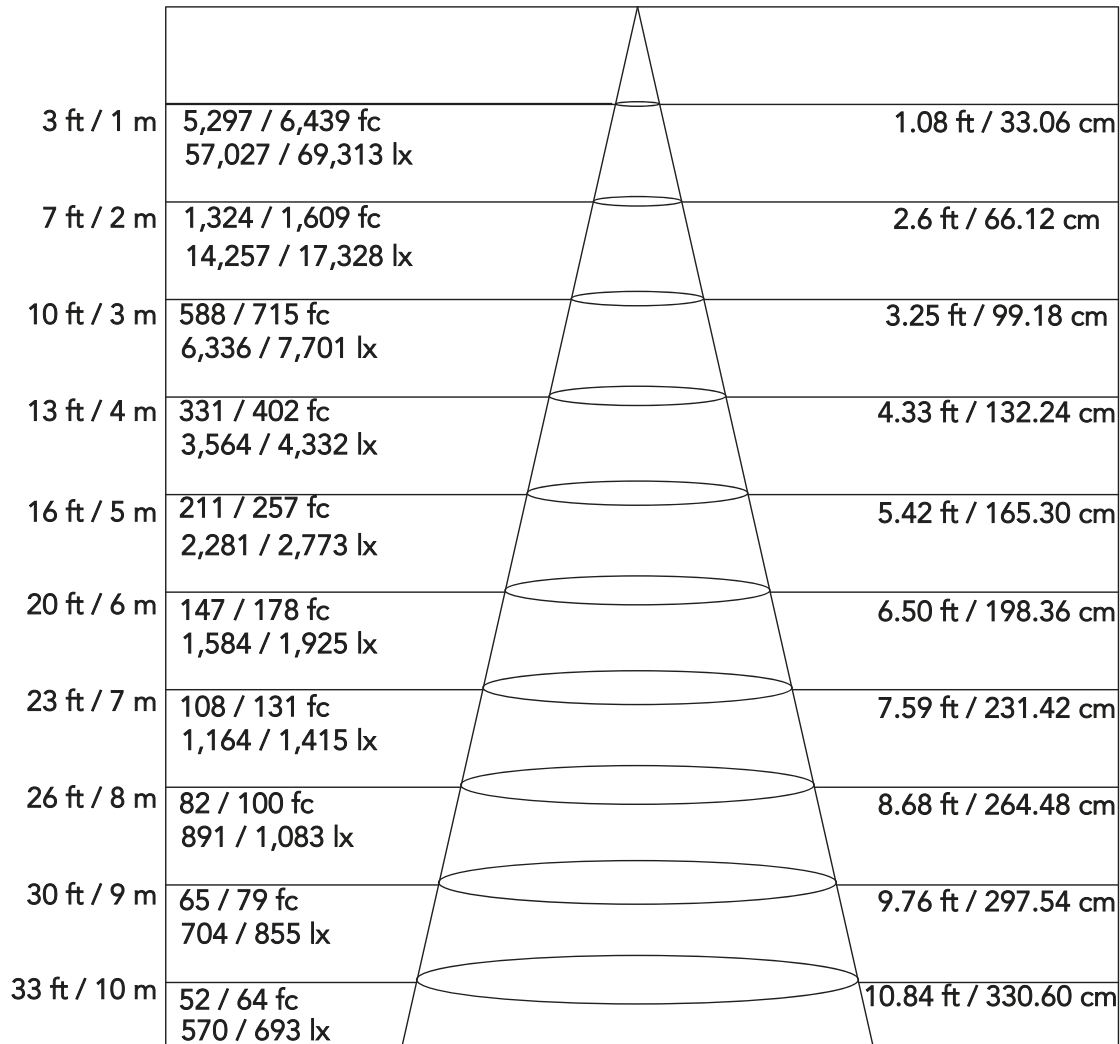 3 ft / 1 m
5,297 / 6,439 fc
57,027 / 69,313 lx
1.08 ft / 33.06 cm
7 ft / 2 m
1,324 / 1,609 fc
14,257 / 17,328 lx
2.6 ft / 66.12 cm
10 ft / 3 m
588 / 715 fc
6,336 / 7,701 lx
3.25 ft / 99.18 cm
13 ft / 4 m
331 / 402 fc
3,564 / 4,332 lx
4.33 ft / 132.24 cm
16 ft / 5 m
211 / 257 fc
2,281 / 2,773 lx
5.42 ft / 165.30 cm
20 ft / 6 m
147 / 178 fc
1,584 / 1,925 lx
6.50 ft / 198.36 cm
23 ft / 7 m
108 / 131 fc
1,164 / 1,415 lx
7.59 ft / 231.42 cm
26 ft / 8 m
82 / 100 fc
891 / 1,083 lx
8.68 ft / 264.48 cm
30 ft / 9 m
65 / 79 fc
704 / 855 lx
9.76 ft / 297.54 cm
33 ft / 10 m
52 / 64 fc
570 / 693 lx
10.84 ft / 330.60 cm